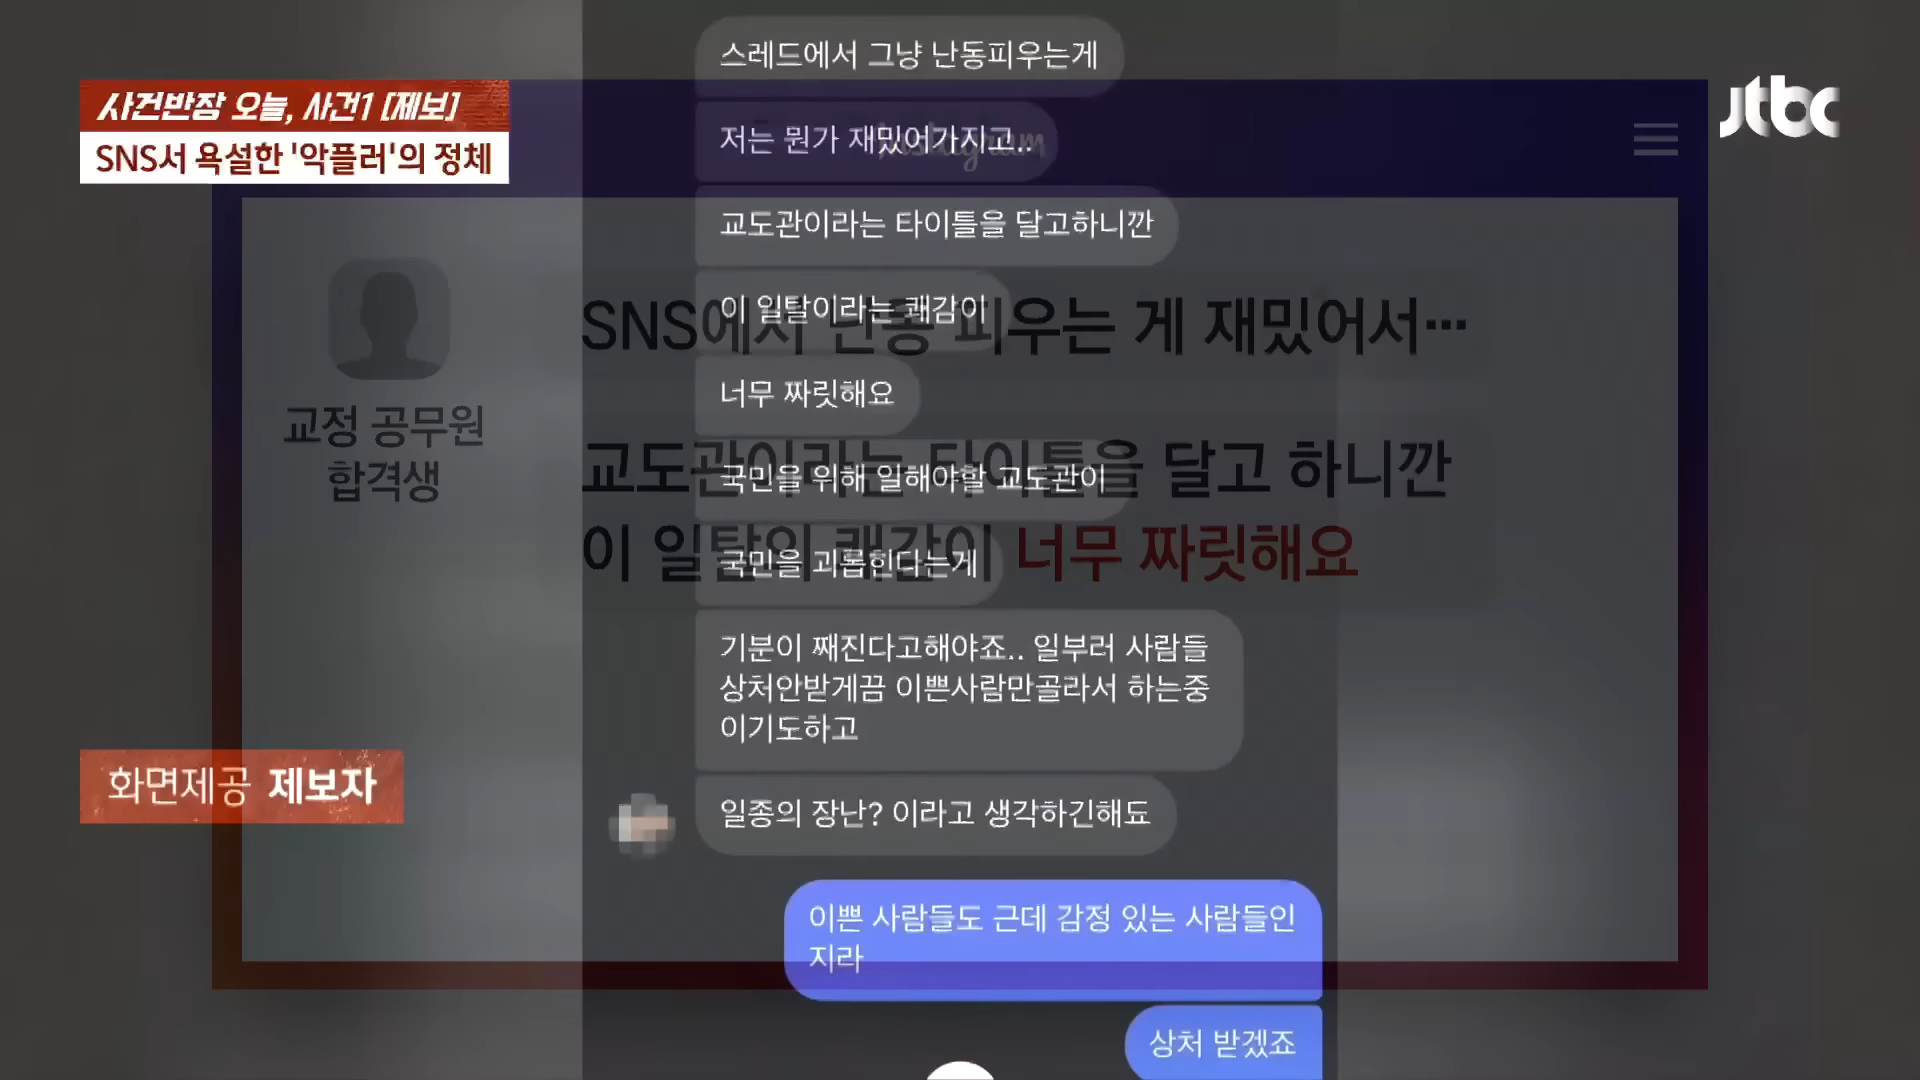 사건반장 오늘, 사건1 [제보]
SNS서 욕설한 '악플러'의 정체
jtbc
Instagram
스레드에서 그냥 난동피우는게
저는 뭔가 재밌어가지고..
교도관이라는 타이틀을 달고하니깐
이 일탈이라는 쾌감이
너무 짜릿해요
국민을 위해 일해야할 교도관이
국민을 괴롭힌다는게
기분이 째진다고해야죠.. 일부러 사람들
상처안받게끔 이쁜사람만골라서 하는중
이기도하고
일종의 장난? 이라고 생각하긴해됴
이쁜 사람들도 근데 감정 있는 사람들인
지라
상처 받겠죠
교정 공무원
합격생
SNS에서 난동 피우는 게 재밌어서…
교도관이라는 타이틀을 달고 하니깐
이 일탈의 쾌감이 너무 짜릿해요
화면제공 제보자